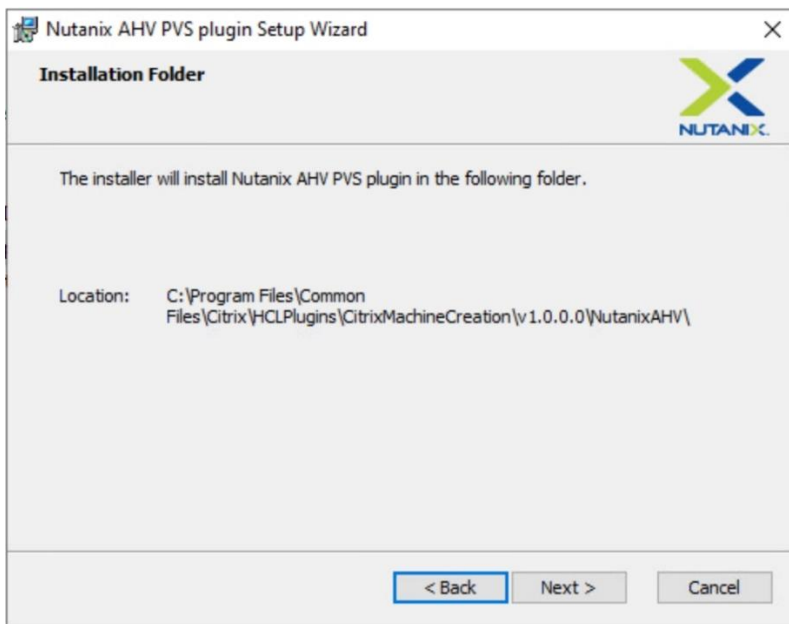 Nutanix AHV PVS plugin Setup Wizard
Installation Folder
NUTANIX.
The installer will install Nutanix AHV PVS plugin in the following folder.
Location:
C:\Program Files\Common
Files\Citrix\HCLPlugins\CitrixMachineCreation\v1.0.0.0\NutanixAHV\
< Back
Next >
Cancel